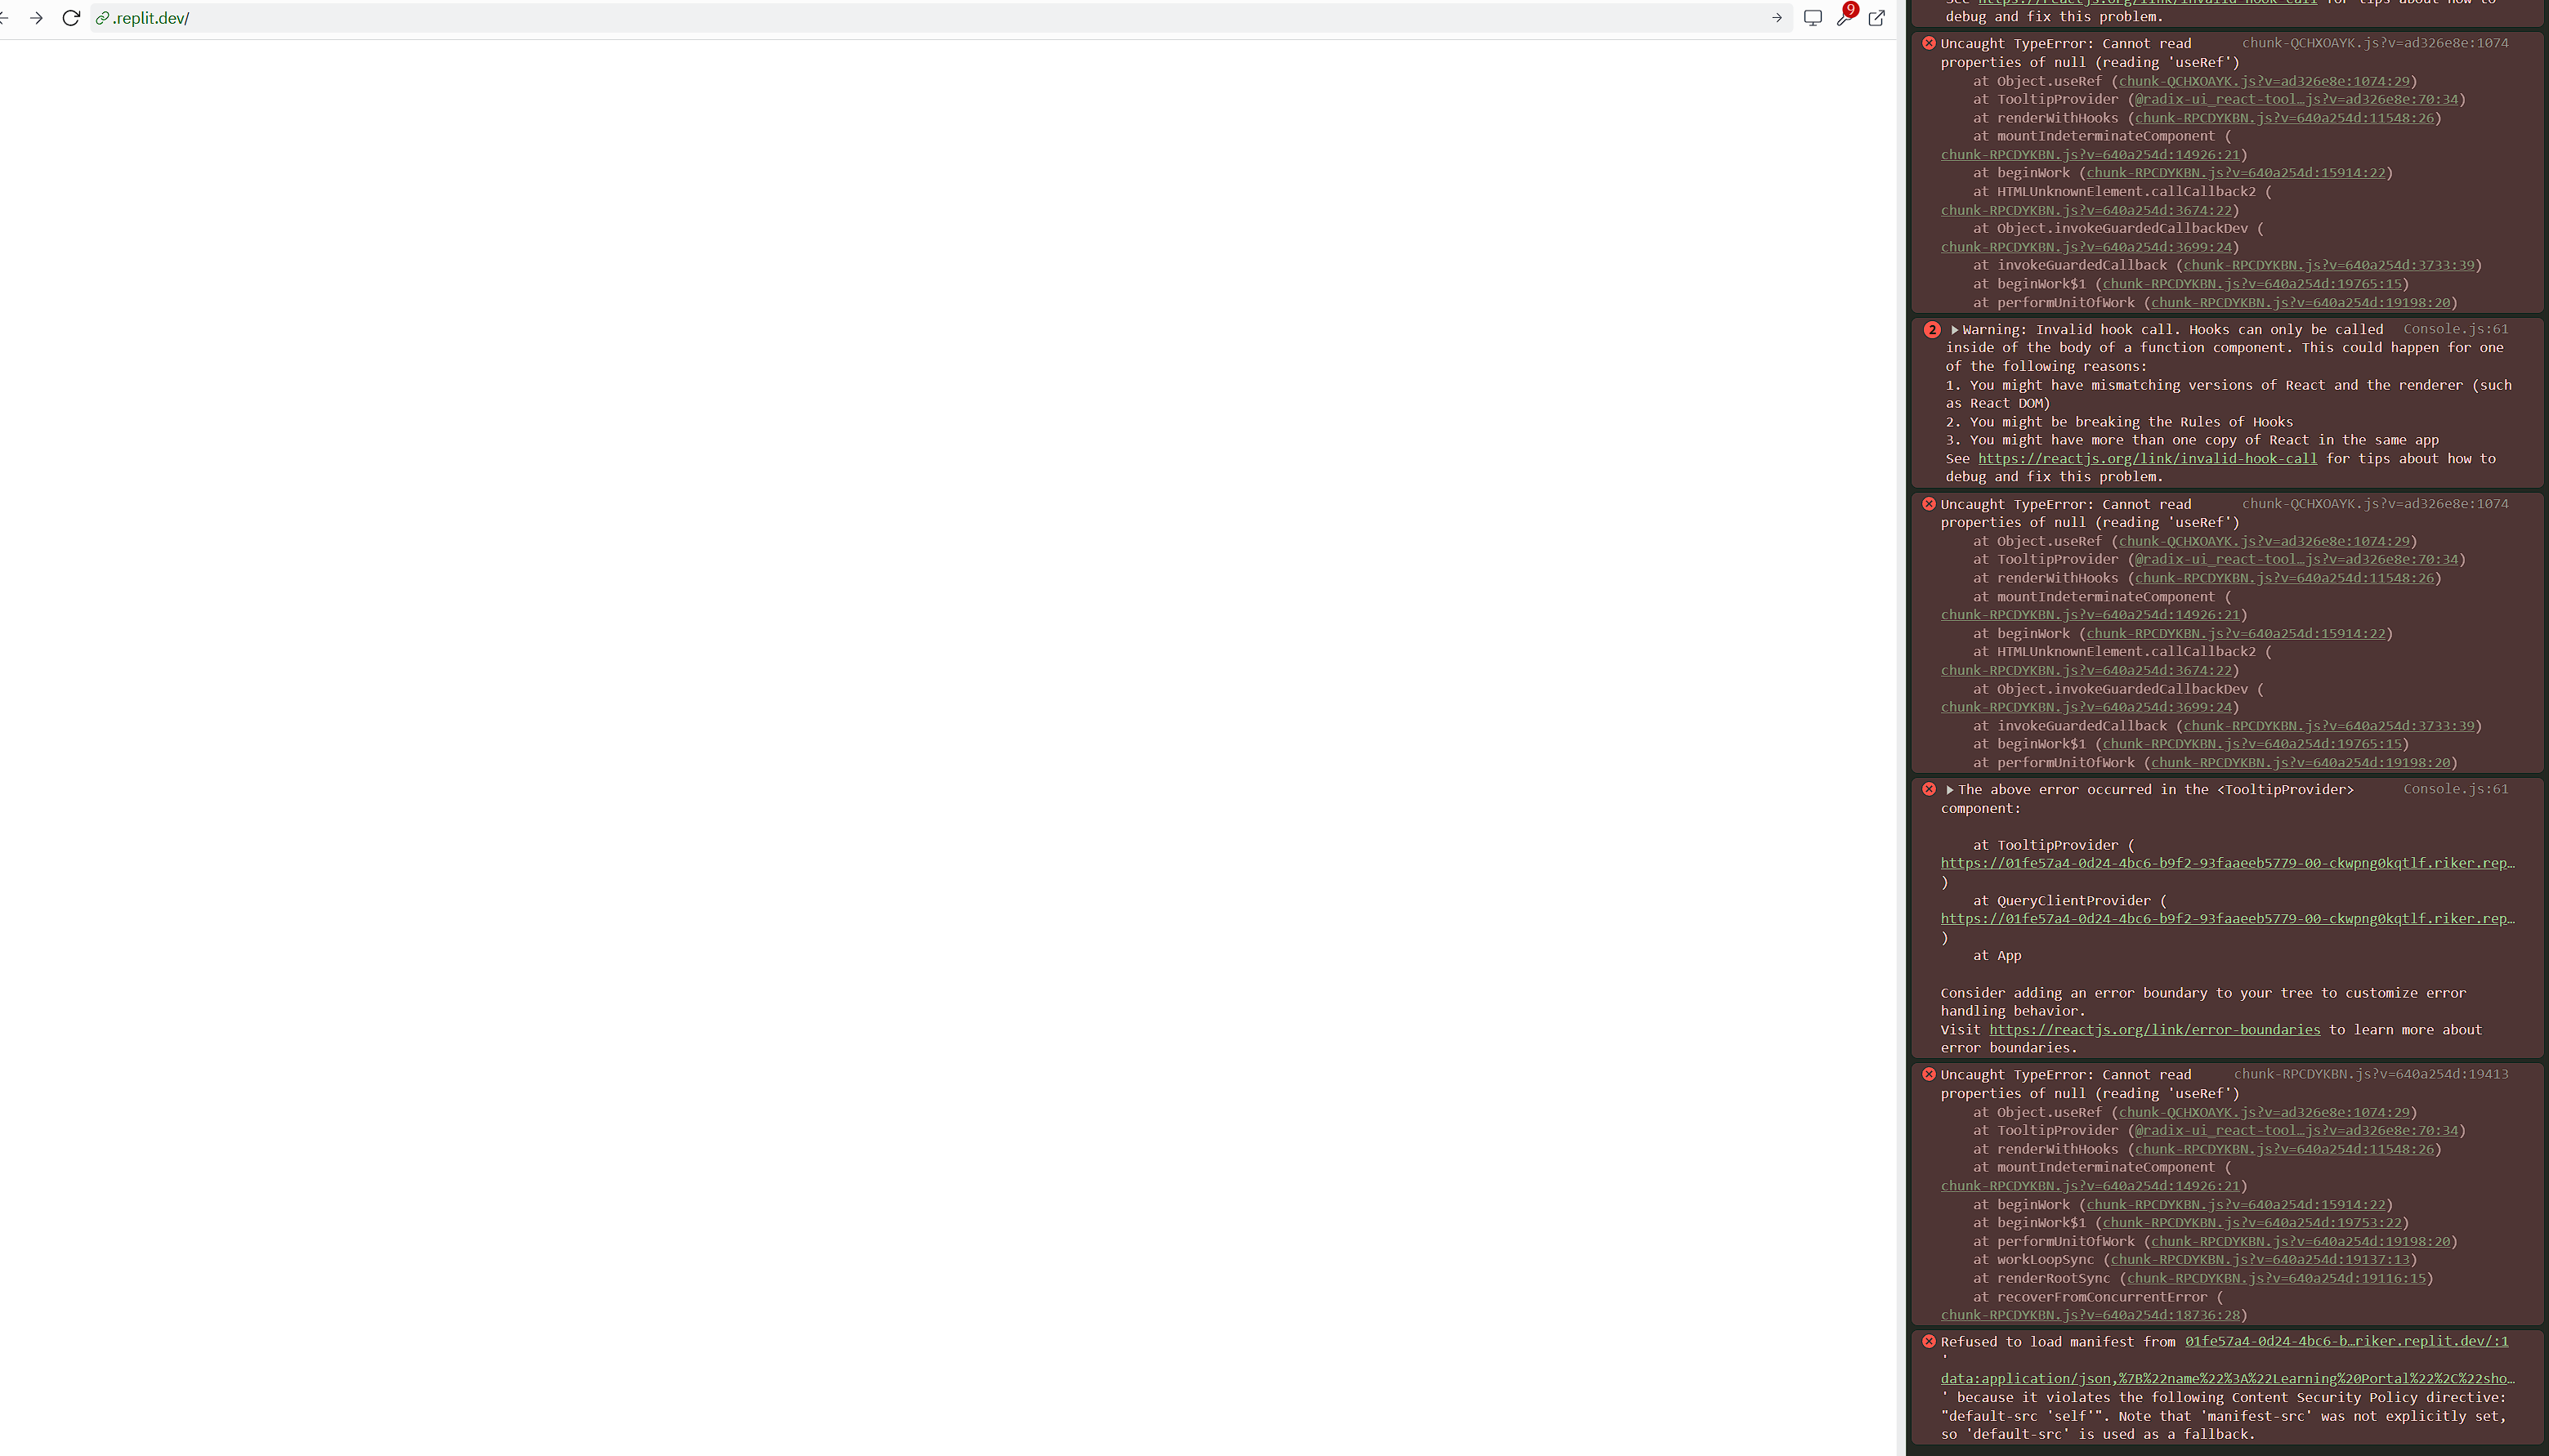 .replit.dev/
9
See https://reactjs.org/link/invalid-hook-call for tips about how to
debug and fix this problem.
Uncaught TypeError: Cannot read chunk-QCHXOAYK.js?v=ad326e8e:1074
properties of null (reading 'useRef')
at Object.useRef (chunk-QCHXOAYK.js?v=ad326e8e:1074:29)
at TooltipProvider (@radix-ui_react-tool…js?v=ad326e8e:70:34)
at renderWithHooks (chunk-RPCDYKBN.js?v=640a254d:11548:26)
at mountIndeterminateComponent (
chunk-RPCDYKBN.js?v=640a254d:14926:21)
at beginWork (chunk-RPCDYKBN.js?v=640a254d:15914:22)
at HTMLUnknownElement.callCallback2 (
chunk-RPCDYKBN.js?v=640a254d:3674:22)
at Object.invokeGuardedCallbackDev (
chunk-RPCDYKBN.js?v=640a254d:3699:24)
at invokeGuardedCallback (chunk-RPCDYKBN.js?v=640a254d:3733:39)
at beginWork$1 (chunk-RPCDYKBN.js?v=640a254d:19765:15)
at performUnitOfWork (chunk-RPCDYKBN.js?v=640a254d:19198:20)
2 Warning: Invalid hook call. Hooks can only be called Console.js:61
inside of the body of a function component. This could happen for one
of the following reasons:
1. You might have mismatching versions of React and the renderer (such
as React DOM)
2. You might be breaking the Rules of Hooks
3. You might have more than one copy of React in the same app
See https://reactjs.org/link/invalid-hook-call for tips about how to
debug and fix this problem.
Uncaught TypeError: Cannot read chunk-QCHXOAYK.js?v=ad326e8e:1074
properties of null (reading 'useRef')
at Object.useRef (chunk-QCHXOAYK.js?v=ad326e8e:1074:29)
at TooltipProvider (@radix-ui_react-tool…js?v=ad326e8e:70:34)
at renderWithHooks (chunk-RPCDYKBN.js?v=640a254d:11548:26)
at mountIndeterminateComponent (
chunk-RPCDYKBN.js?v=640a254d:14926:21)
at beginWork (chunk-RPCDYKBN.js?v=640a254d:15914:22)
at HTMLUnknownElement.callCallback2 (
chunk-RPCDYKBN.js?v=640a254d:3674:22)
at Object.invokeGuardedCallbackDev (
chunk-RPCDYKBN.js?v=640a254d:3699:24)
at invokeGuardedCallback (chunk-RPCDYKBN.js?v=640a254d:3733:39)
at beginWork$1 (chunk-RPCDYKBN.js?v=640a254d:19765:15)
at performUnitOfWork (chunk-RPCDYKBN.js?v=640a254d:19198:20)
The above error occurred in the <TooltipProvider> Console.js:61
component:
at TooltipProvider (
https://01fe57a4-0d24-4bc6-b9f2-93faaeeb5779-00-ckwpng0kqtlf.riker.rep…
)
at QueryClientProvider (
https://01fe57a4-0d24-4bc6-b9f2-93faaeeb5779-00-ckwpng0kqtlf.riker.rep…
)
at App
Consider adding an error boundary to your tree to customize error
handling behavior.
Visit https://reactjs.org/link/error-boundaries to learn more about
error boundaries.
Uncaught TypeError: Cannot read chunk-RPCDYKBN.js?v=640a254d:19413
properties of null (reading 'useRef')
at Object.useRef (chunk-QCHXOAYK.js?v=ad326e8e:1074:29)
at TooltipProvider (@radix-ui_react-tool…js?v=ad326e8e:70:34)
at renderWithHooks (chunk-RPCDYKBN.js?v=640a254d:11548:26)
at mountIndeterminateComponent (
chunk-RPCDYKBN.js?v=640a254d:14926:21)
at beginWork (chunk-RPCDYKBN.js?v=640a254d:15914:22)
at beginWork$1 (chunk-RPCDYKBN.js?v=640a254d:19753:22)
at performUnitOfWork (chunk-RPCDYKBN.js?v=640a254d:19198:20)
at workLoopSync (chunk-RPCDYKBN.js?v=640a254d:19137:13)
at renderRootSync (chunk-RPCDYKBN.js?v=640a254d:19116:15)
at recoverFromConcurrentError (
chunk-RPCDYKBN.js?v=640a254d:18736:28)
Refused to load manifest from 01fe57a4-0d24-4bc6-b…riker.replit.dev/:1
'
data:application/json,%7B%22name%22%3A%22Learning%20Portal%22%2C%22sho…
' because it violates the following Content Security Policy directive:
"default-src 'self'". Note that 'manifest-src' was not explicitly set,
so 'default-src' is used as a fallback.